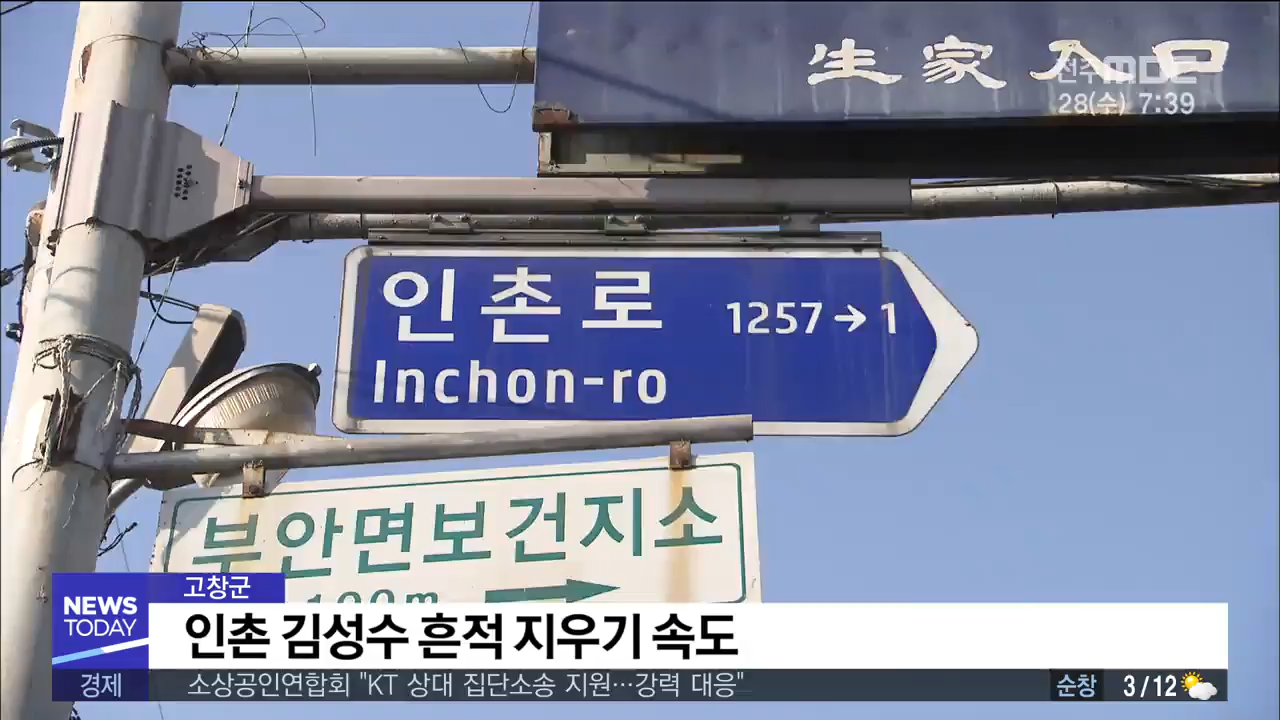 生家入口
전주MBC
28(수) 7:39
인촌로 1257→1
Inchon-ro
부안면보건지소
100m
고창군
NEWS TODAY
인촌 김성수 흔적 지우기 속도
경제 소상공인연합회 "KT 상대 집단소송 지원…강력 대응" 순창 3/12